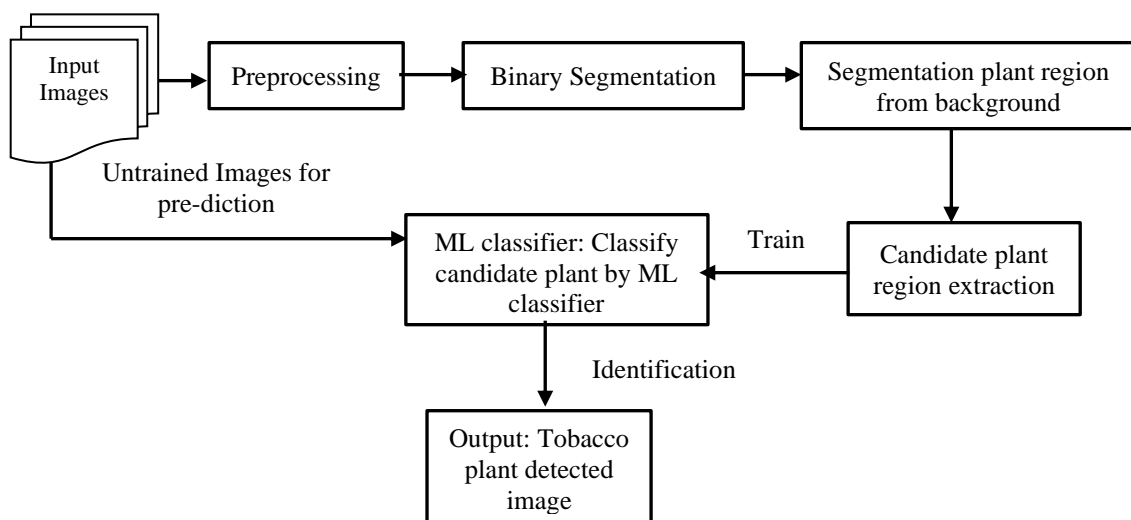 Input
Images
Preprocessing
Binary Segmentation
Segmentation plant region
from background
Untrained Images for
pre-diction
ML classifier: Classify
candidate plant by ML
classifier
Train
Candidate plant
region extraction
Identification
Output: Tobacco
plant detected
image